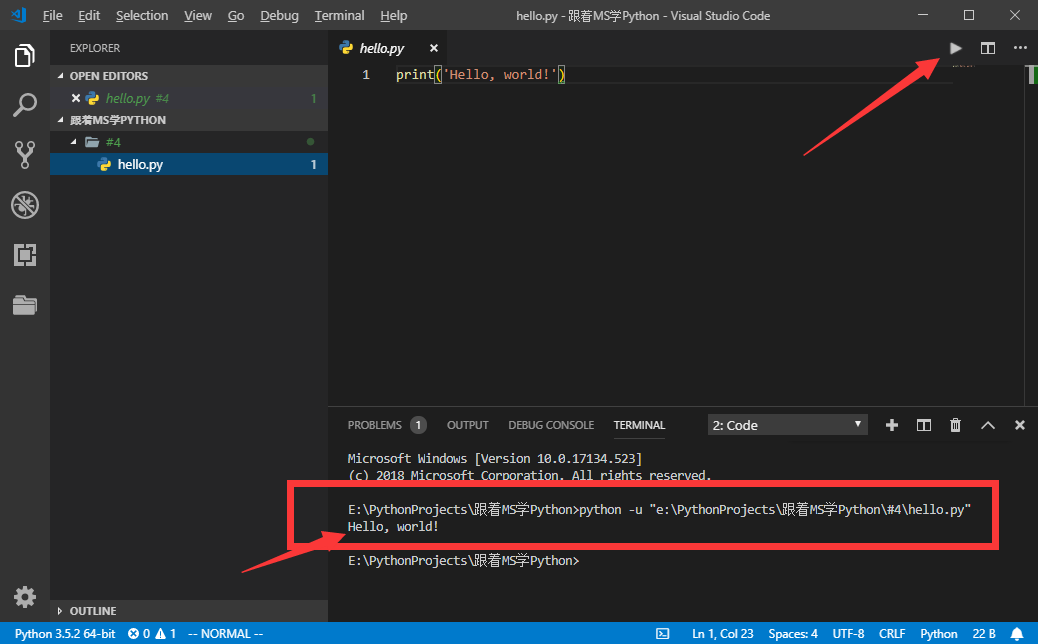 File Edit Selection View Go Debug Terminal Help hello.py - 跟着MS学Python - Visual Studio Code
EXPLORER
OPEN EDITORS
hello.py #4 1
跟着MS学PYTHON
#4
hello.py 1
OUTLINE
hello.py
1 print('Hello, world!')
PROBLEMS 1 OUTPUT DEBUG CONSOLE TERMINAL 2: Code
Microsoft Windows [Version 10.0.17134.523]
(c) 2018 Microsoft Corporation. All rights reserved.
E:\PythonProjects\跟着MS学Python>python -u "e:\PythonProjects\跟着MS学Python\#4\hello.py"
Hello, world!
E:\PythonProjects\跟着MS学Python>
Python 3.5.2 64-bit 0 1 -- NORMAL -- Ln 1, Col 23 Spaces: 4 UTF-8 CRLF Python 22 B